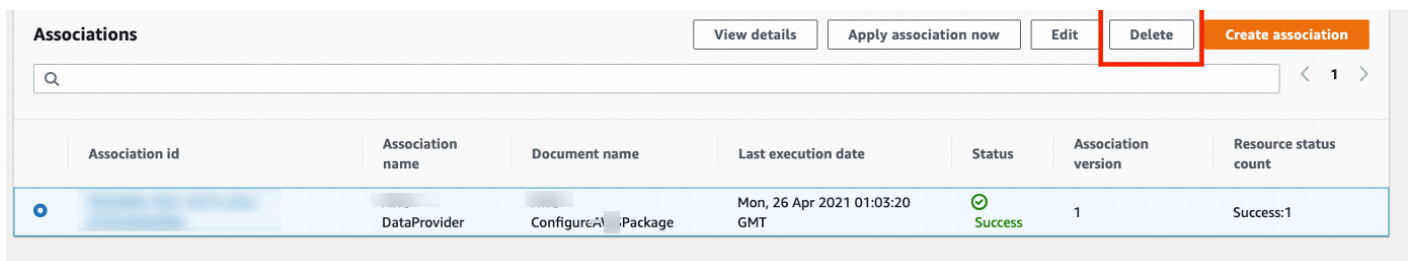 Associations
View details
Apply association now
Edit
Delete
Create association
1
Association id
Association
name
Document name
Last execution date
Status
Association
version
Resource status
count
DataProvider
Mon, 26 Apr 2021 01:03:20
GMT
Success
1
Success:1